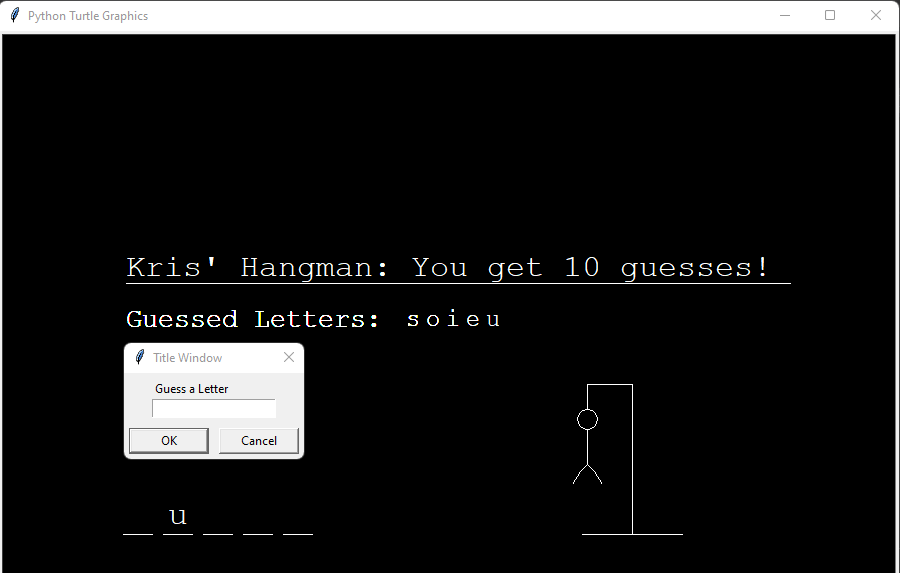 Python Turtle Graphics
Kris' Hangman: You get 10 guesses!
Guessed Letters: s o i e u
Title Window
Guess a Letter
OK Cancel
u